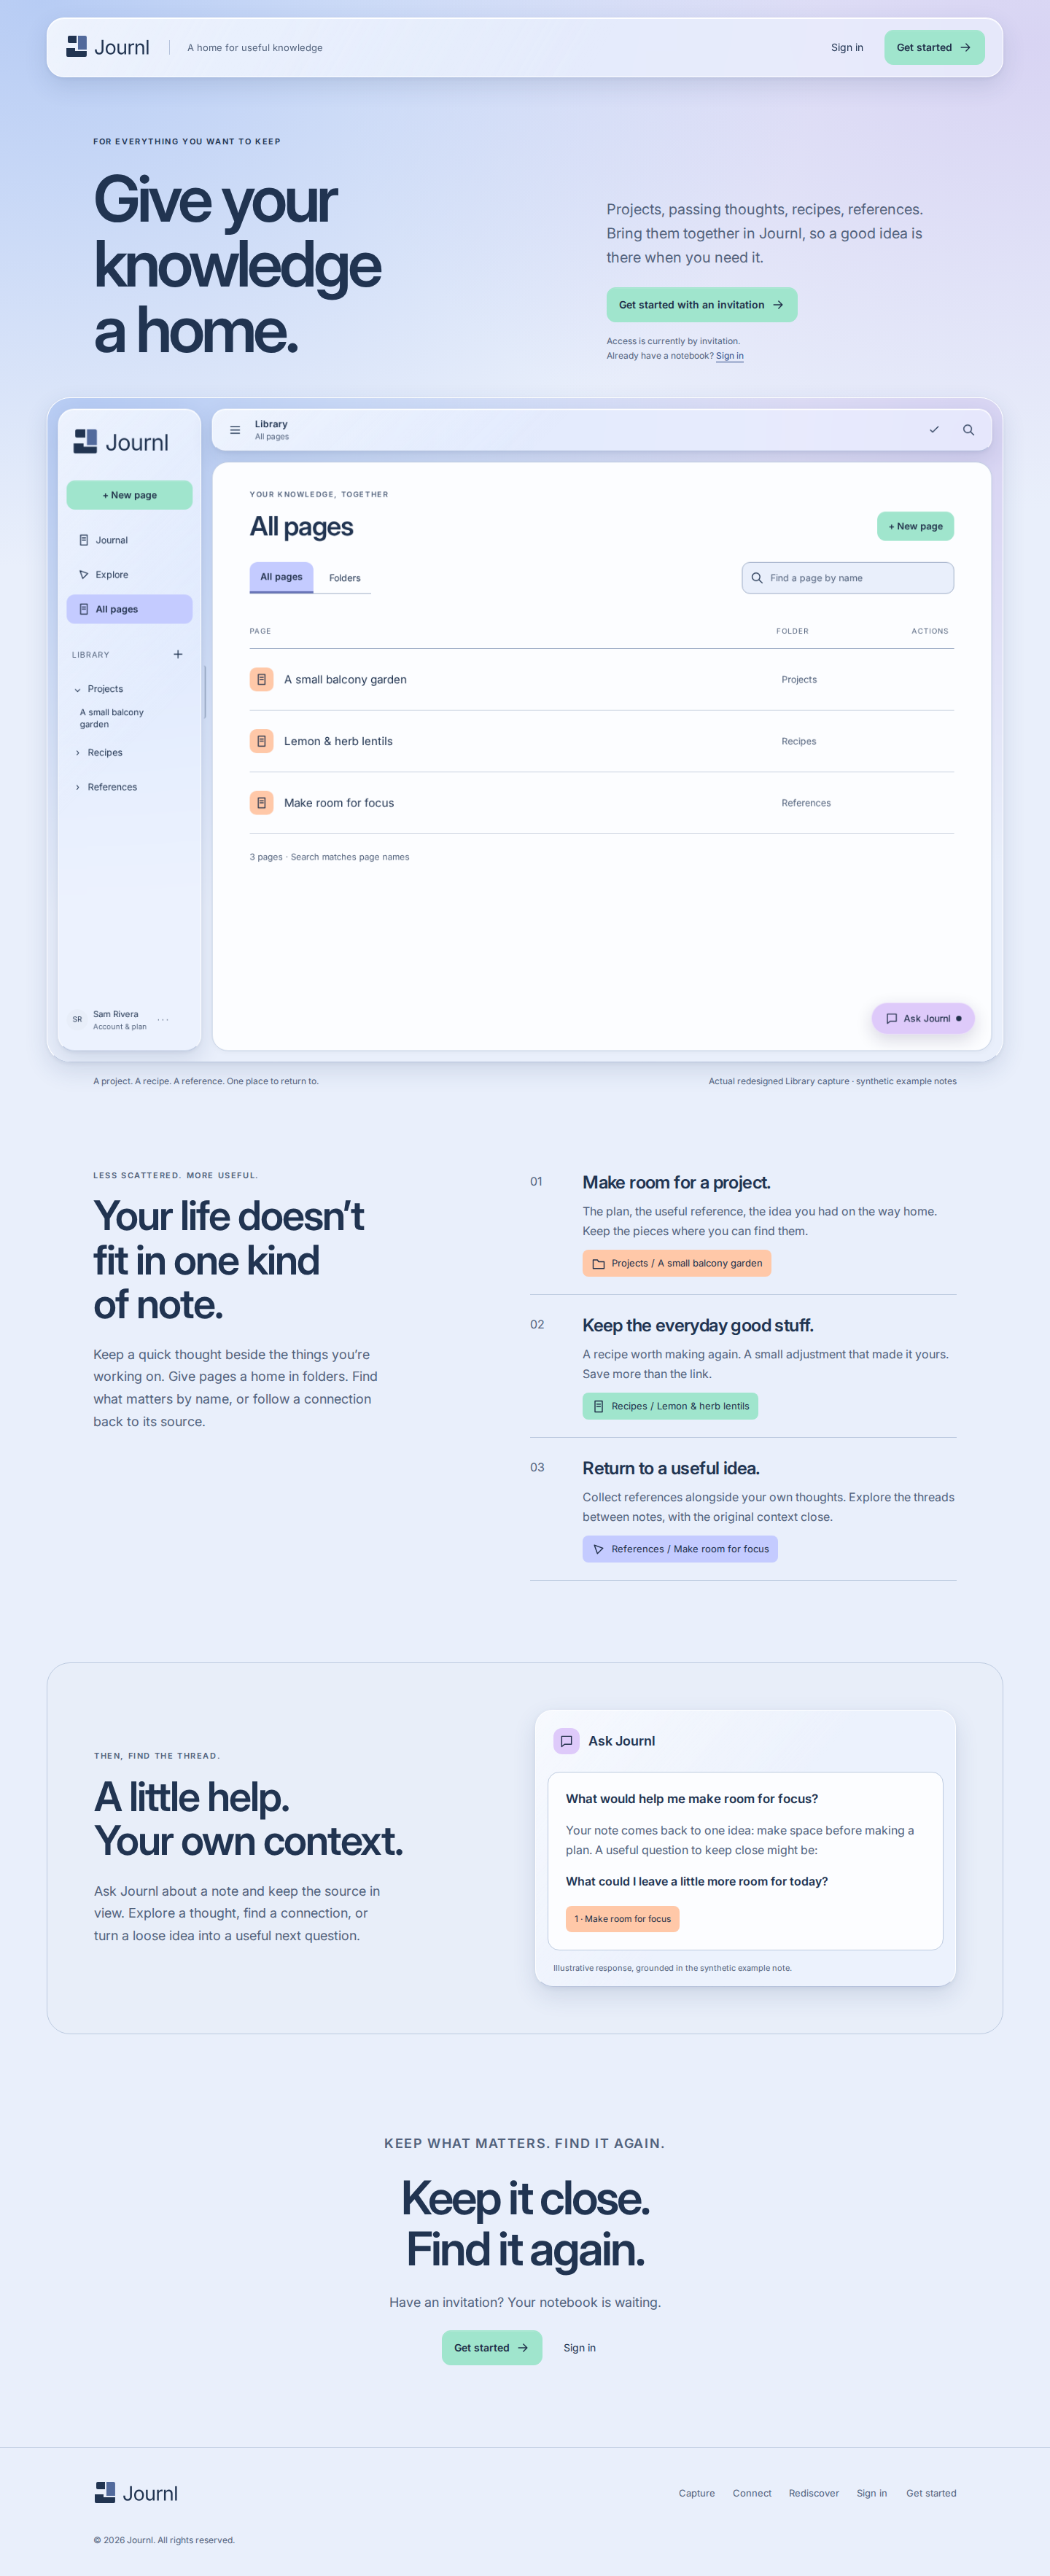 Journl
A home for useful knowledge
Sign in
Get started
FOR EVERYTHING YOU WANT TO KEEP
Give your
knowledge
a home.
Projects, passing thoughts, recipes, references.
Bring them together in Journl, so a good idea is
there when you need it.
Get started with an invitation
Access is currently by invitation.
Already have a notebook? Sign in
Journl
+ New page
Journal
Explore
All pages
LIBRARY
Projects
A small balcony
garden
Recipes
References
SR
Sam Rivera
Account & plan
Library
All pages
YOUR KNOWLEDGE, TOGETHER
All pages
+ New page
All pages
Folders
Find a page by name
PAGE
FOLDER
ACTIONS
A small balcony garden
Projects
Lemon & herb lentils
Recipes
Make room for focus
References
3 pages · Search matches page names
Ask Journl
A project. A recipe. A reference. One place to return to.
Actual redesigned Library capture · synthetic example notes
LESS SCATTERED. MORE USEFUL.
Your life doesn’t
fit in one kind
of note.
Keep a quick thought beside the things you’re
working on. Give pages a home in folders. Find
what matters by name, or follow a connection
back to its source.
01
Make room for a project.
The plan, the useful reference, the idea you had on the way home.
Keep the pieces where you can find them.
Projects / A small balcony garden
02
Keep the everyday good stuff.
A recipe worth making again. A small adjustment that made it yours.
Save more than the link.
Recipes / Lemon & herb lentils
03
Return to a useful idea.
Collect references alongside your own thoughts. Explore the threads
between notes, with the original context close.
References / Make room for focus
THEN, FIND THE THREAD.
A little help.
Your own context.
Ask Journl about a note and keep the source in
view. Explore a thought, find a connection, or
turn a loose idea into a useful next question.
Ask Journl
What would help me make room for focus?
Your note comes back to one idea: make space before making a
plan. A useful question to keep close might be:
What could I leave a little more room for today?
1 · Make room for focus
Illustrative response, grounded in the synthetic example note.
KEEP WHAT MATTERS. FIND IT AGAIN.
Keep it close.
Find it again.
Have an invitation? Your notebook is waiting.
Get started
Sign in
Journl
Capture
Connect
Rediscover
Sign in
Get started
© 2026 Journl. All rights reserved.